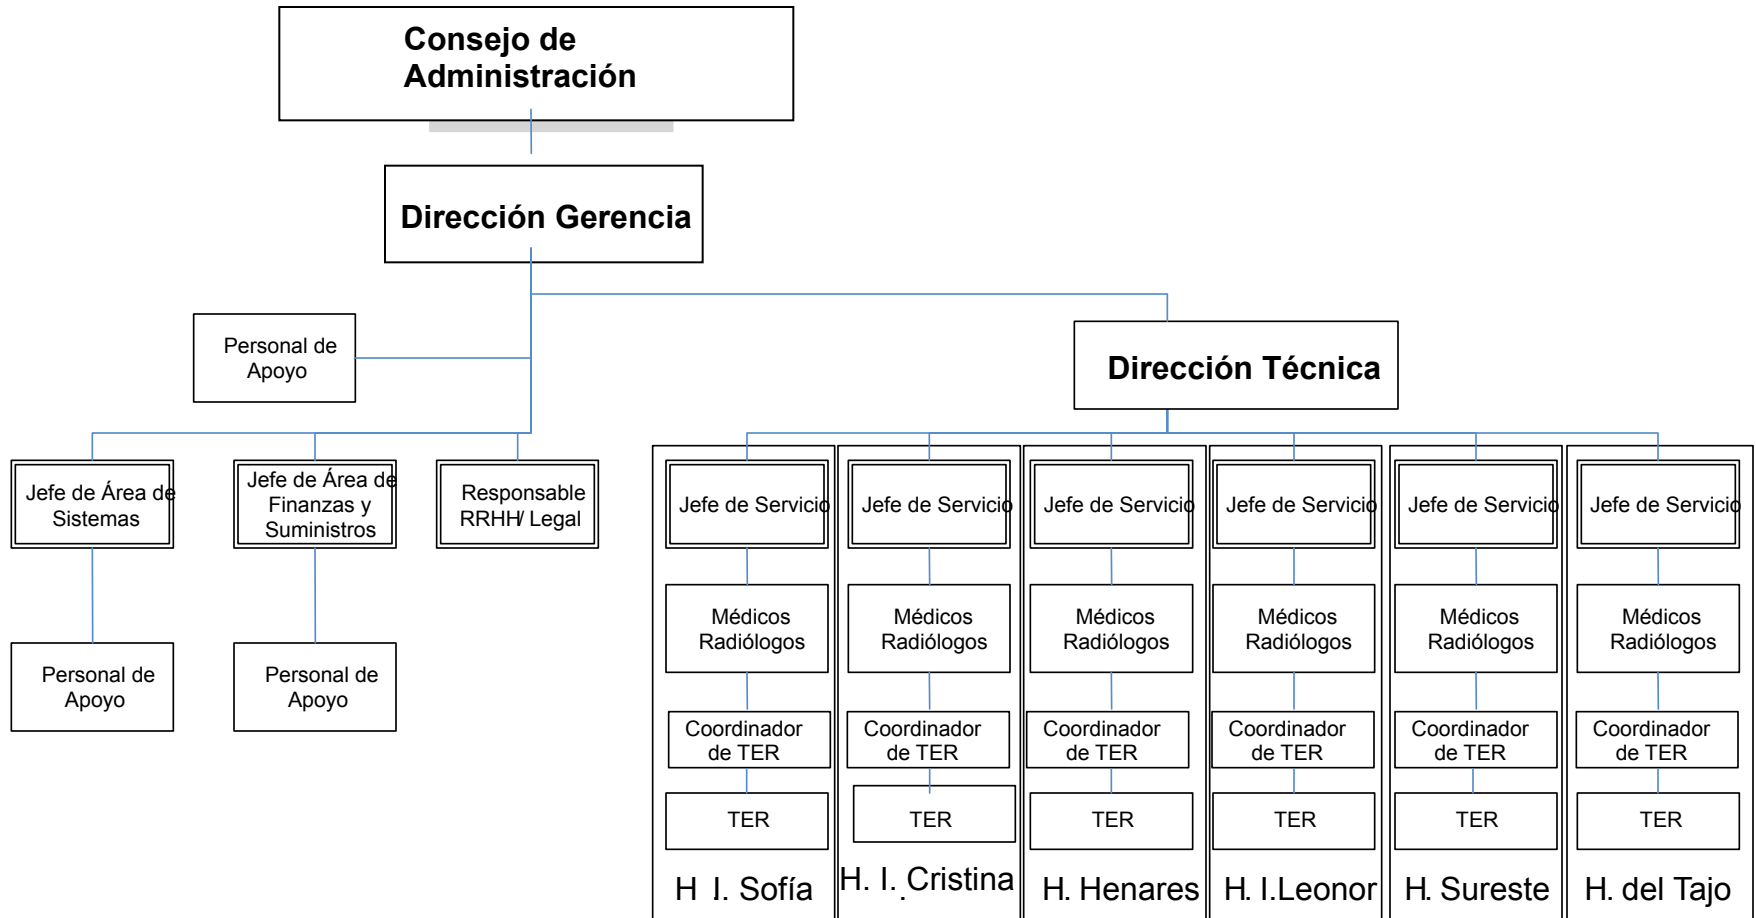 Consejo de
Administración
Dirección Gerencia
Personal de
Apoyo
Dirección Técnica
Jefe de Área de
Sistemas
Jefe de Área de
Finanzas y
Suministros
Responsable
RRHH/ Legal
Jefe de Servicio
Jefe de Servicio
Jefe de Servicio
Jefe de Servicio
Jefe de Servicio
Jefe de Servicio
Médicos
Radiólogos
Médicos
Radiólogos
Médicos
Radiólogos
Médicos
Radiólogos
Médicos
Radiólogos
Médicos
Radiólogos
Personal de
Apoyo
Personal de
Apoyo
Coordinador
de TER
Coordinador
de TER
Coordinador
de TER
Coordinador
de TER
Coordinador
de TER
Coordinador
de TER
TER
TER
TER
TER
TER
TER
H I. Sofía
H. I. Cristina
.
H. Henares
H. I.Leonor
H. Sureste
H. del Tajo